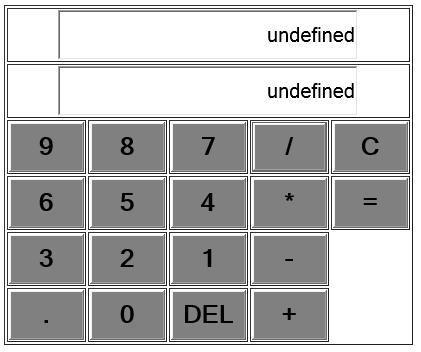 undefined
undefined
9 8 7 / C
6 5 4 * =
3 2 1 -
. 0 DEL +